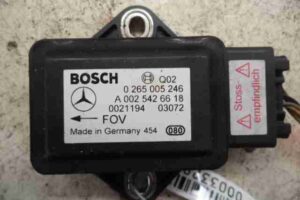 BOSCH Q02
0 265 005 246
A 002 542 66 18
0021194 03072
← FOV
Made in Germany 454 080
Stoss-
empfindlich